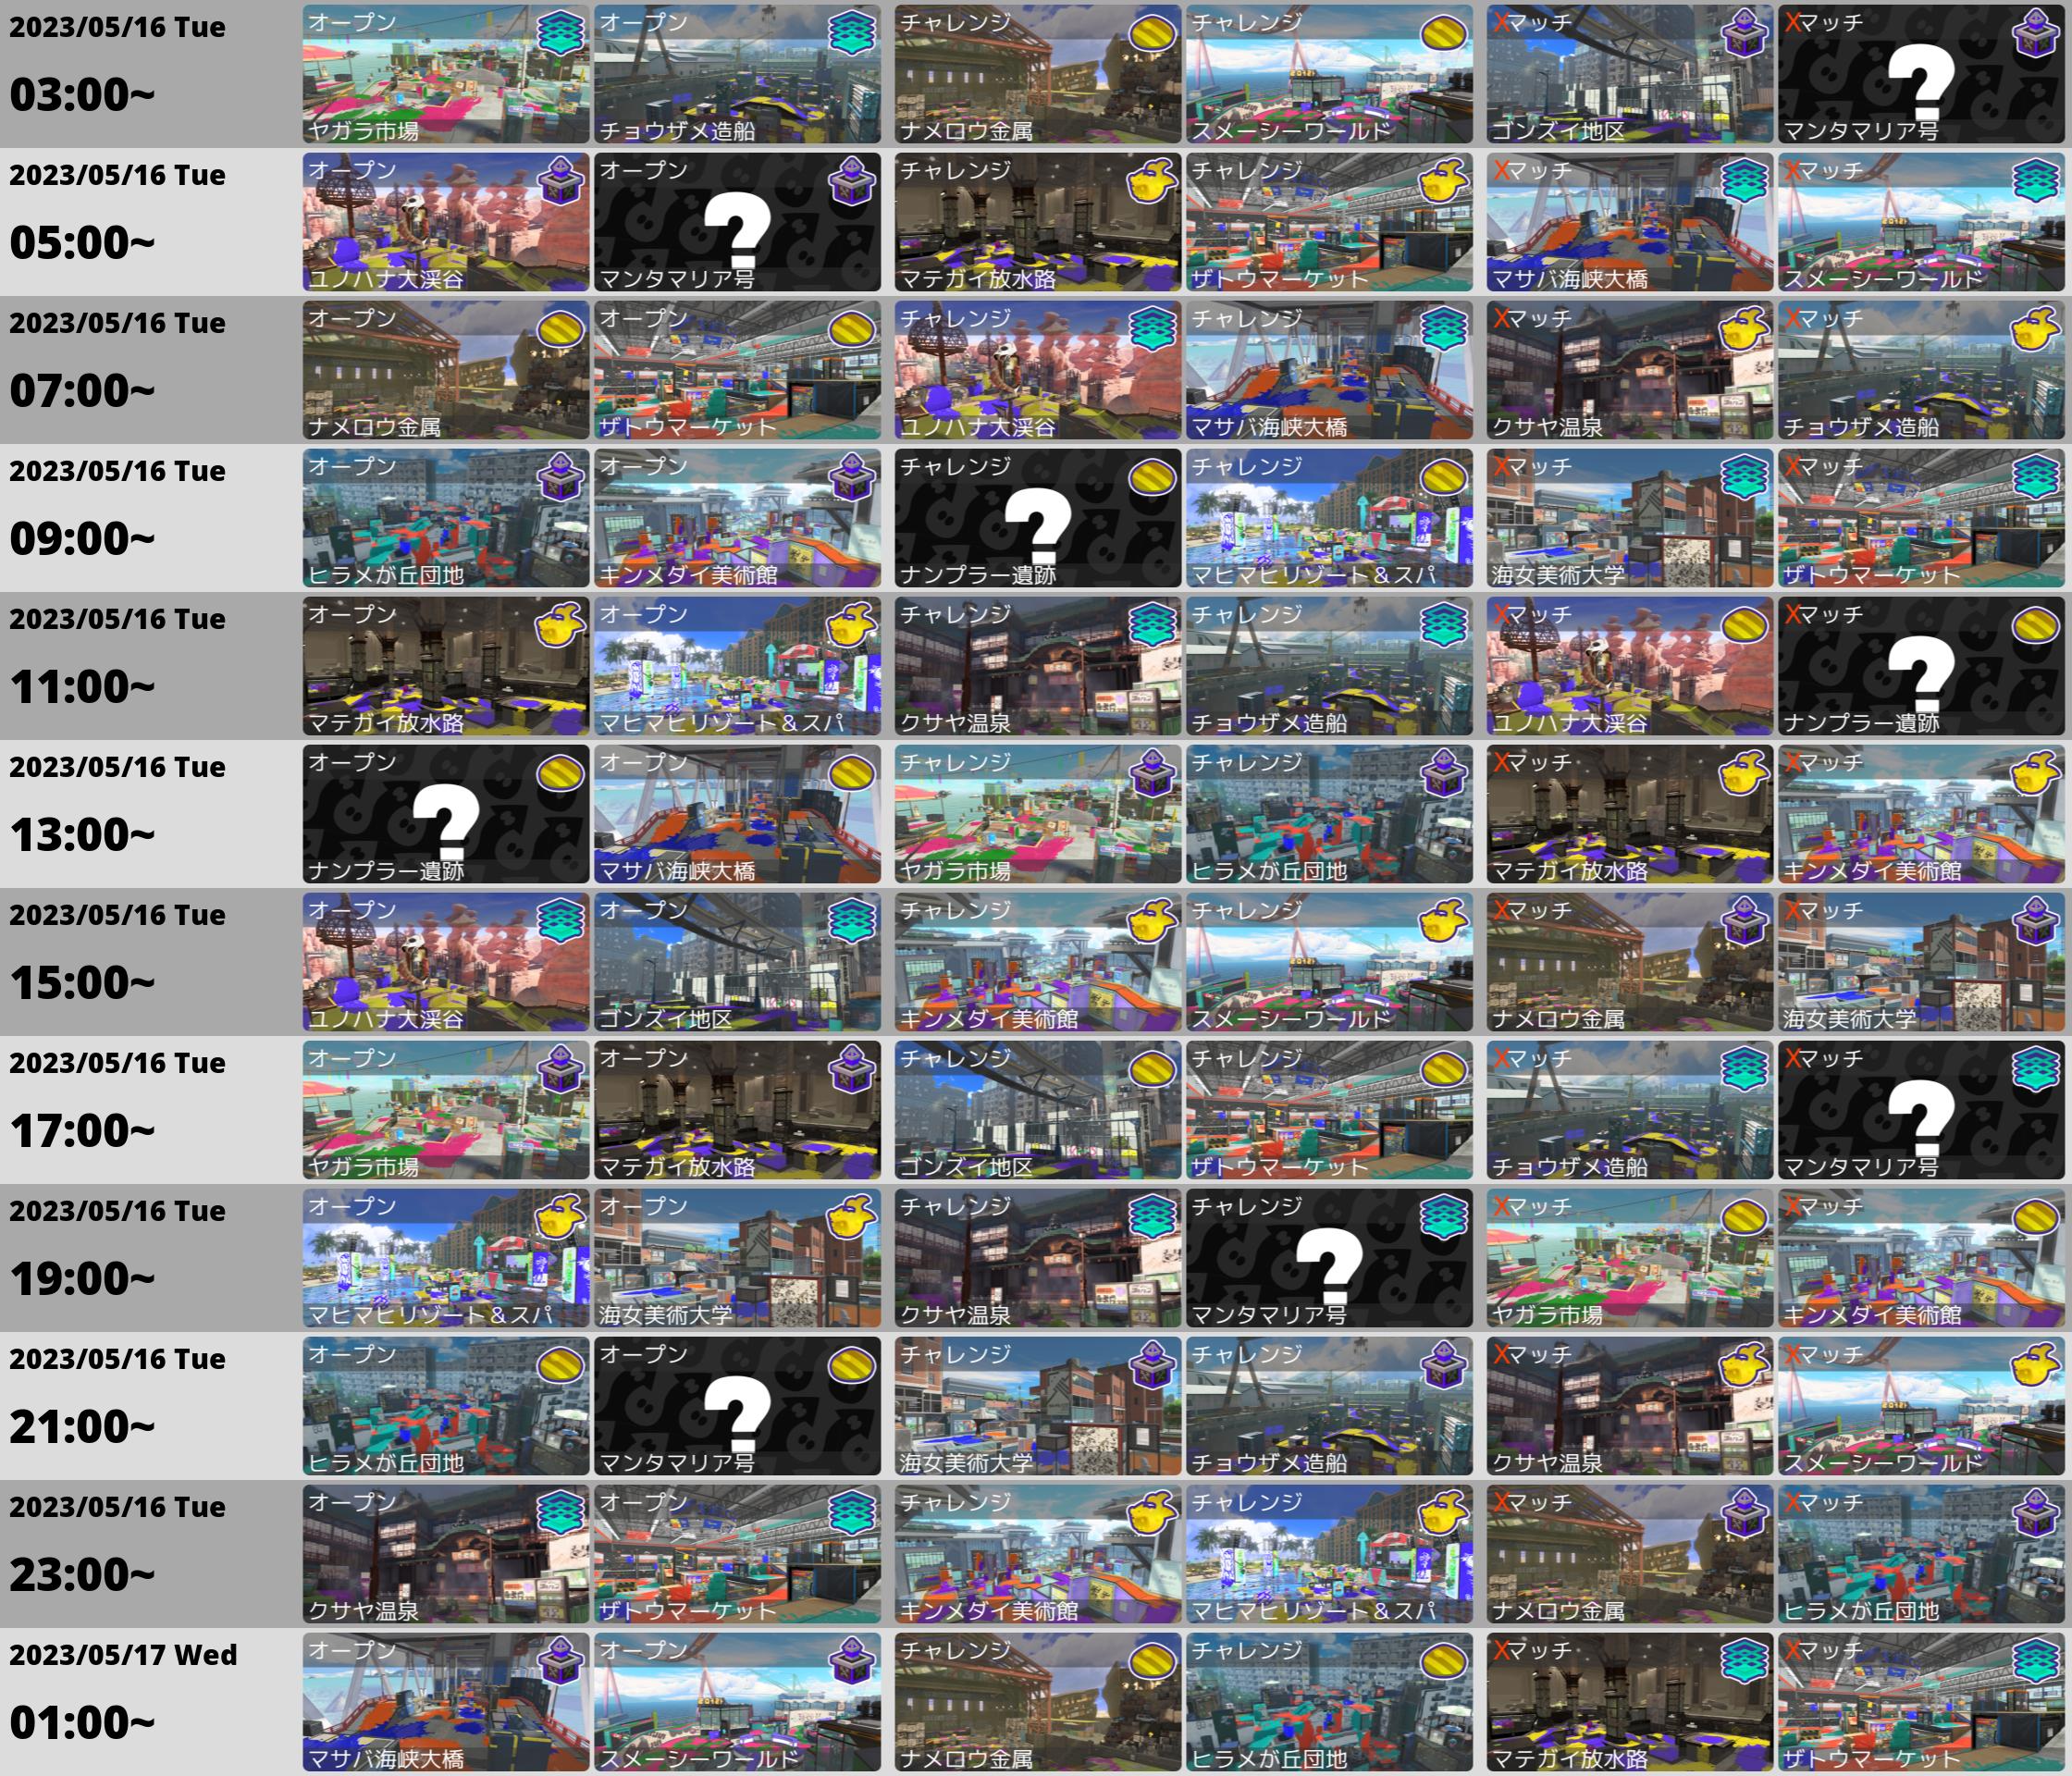 2023/05/16 Tue
03:00~
オープン オープン チャレンジ チャレンジ Xマッチ Xマッチ
ヤガラ市場 チョウザメ造船 ナメロウ金属 スメーシーワールド ゴンズイ地区 マンタマリア号
2023/05/16 Tue
05:00~
オープン オープン チャレンジ チャレンジ Xマッチ Xマッチ
ユノハナ大渓谷 マンタマリア号 マテガイ放水路 ザトウマーケット マサバ海峡大橋 スメーシーワールド
2023/05/16 Tue
07:00~
オープン オープン チャレンジ チャレンジ Xマッチ Xマッチ
ナメロウ金属 ザトウマーケット ユノハナ大渓谷 マサバ海峡大橋 クサヤ温泉 チョウザメ造船
2023/05/16 Tue
09:00~
オープン オープン チャレンジ チャレンジ Xマッチ Xマッチ
ヒラメが丘団地 キンメダイ美術館 ナンプラー遺跡 マヒマヒリゾート＆スパ 海女美術大学 ザトウマーケット
2023/05/16 Tue
11:00~
オープン オープン チャレンジ チャレンジ Xマッチ Xマッチ
マテガイ放水路 マヒマヒリゾート＆スパ クサヤ温泉 チョウザメ造船 ユノハナ大渓谷 ナンプラー遺跡
2023/05/16 Tue
13:00~
オープン オープン チャレンジ チャレンジ Xマッチ Xマッチ
ナンプラー遺跡 マサバ海峡大橋 ヤガラ市場 ヒラメが丘団地 マテガイ放水路 キンメダイ美術館
2023/05/16 Tue
15:00~
オープン オープン チャレンジ チャレンジ Xマッチ Xマッチ
ユノハナ大渓谷 ゴンズイ地区 キンメダイ美術館 スメーシーワールド ナメロウ金属 海女美術大学
2023/05/16 Tue
17:00~
オープン オープン チャレンジ チャレンジ Xマッチ Xマッチ
ヤガラ市場 マテガイ放水路 ゴンズイ地区 ザトウマーケット チョウザメ造船 マンタマリア号
2023/05/16 Tue
19:00~
オープン オープン チャレンジ チャレンジ Xマッチ Xマッチ
マヒマヒリゾート＆スパ 海女美術大学 クサヤ温泉 マンタマリア号 ヤガラ市場 キンメダイ美術館
2023/05/16 Tue
21:00~
オープン オープン チャレンジ チャレンジ Xマッチ Xマッチ
ヒラメが丘団地 マンタマリア号 海女美術大学 チョウザメ造船 クサヤ温泉 スメーシーワールド
2023/05/16 Tue
23:00~
オープン オープン チャレンジ チャレンジ Xマッチ Xマッチ
クサヤ温泉 ザトウマーケット キンメダイ美術館 マヒマヒリゾート＆スパ ナメロウ金属 ヒラメが丘団地
2023/05/17 Wed
01:00~
オープン オープン チャレンジ チャレンジ Xマッチ Xマッチ
マサバ海峡大橋 スメーシーワールド ナメロウ金属 ヒラメが丘団地 マテガイ放水路 ザトウマーケット